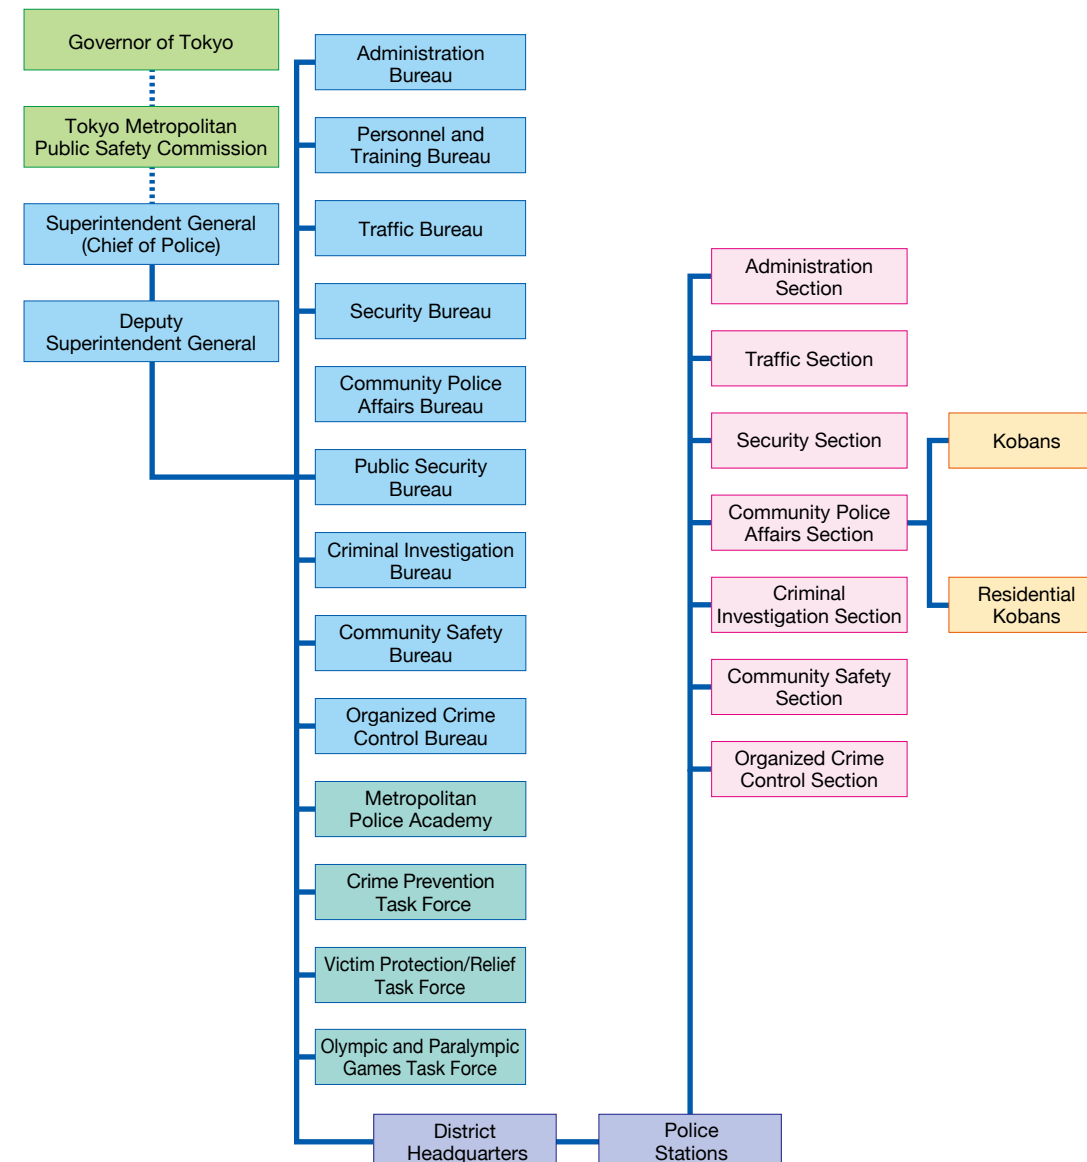 Governor of Tokyo
Tokyo Metropolitan
Public Safety Commission
Superintendent General
(Chief of Police)
Deputy
Superintendent General
Administration
Bureau
Personnel and
Training Bureau
Traffic Bureau
Security Bureau
Community Police
Affairs Bureau
Public Security
Bureau
Criminal Investigation
Bureau
Community Safety
Bureau
Organized Crime
Control Bureau
Metropolitan
Police Academy
Crime Prevention
Task Force
Victim Protection/Relief
Task Force
Olympic and Paralympic
Games Task Force
District
Headquarters
Police
Stations
Administration
Section
Traffic Section
Security Section
Community Police
Affairs Section
Criminal
Investigation Section
Community Safety
Section
Organized Crime
Control Section
Kobans
Residential
Kobans